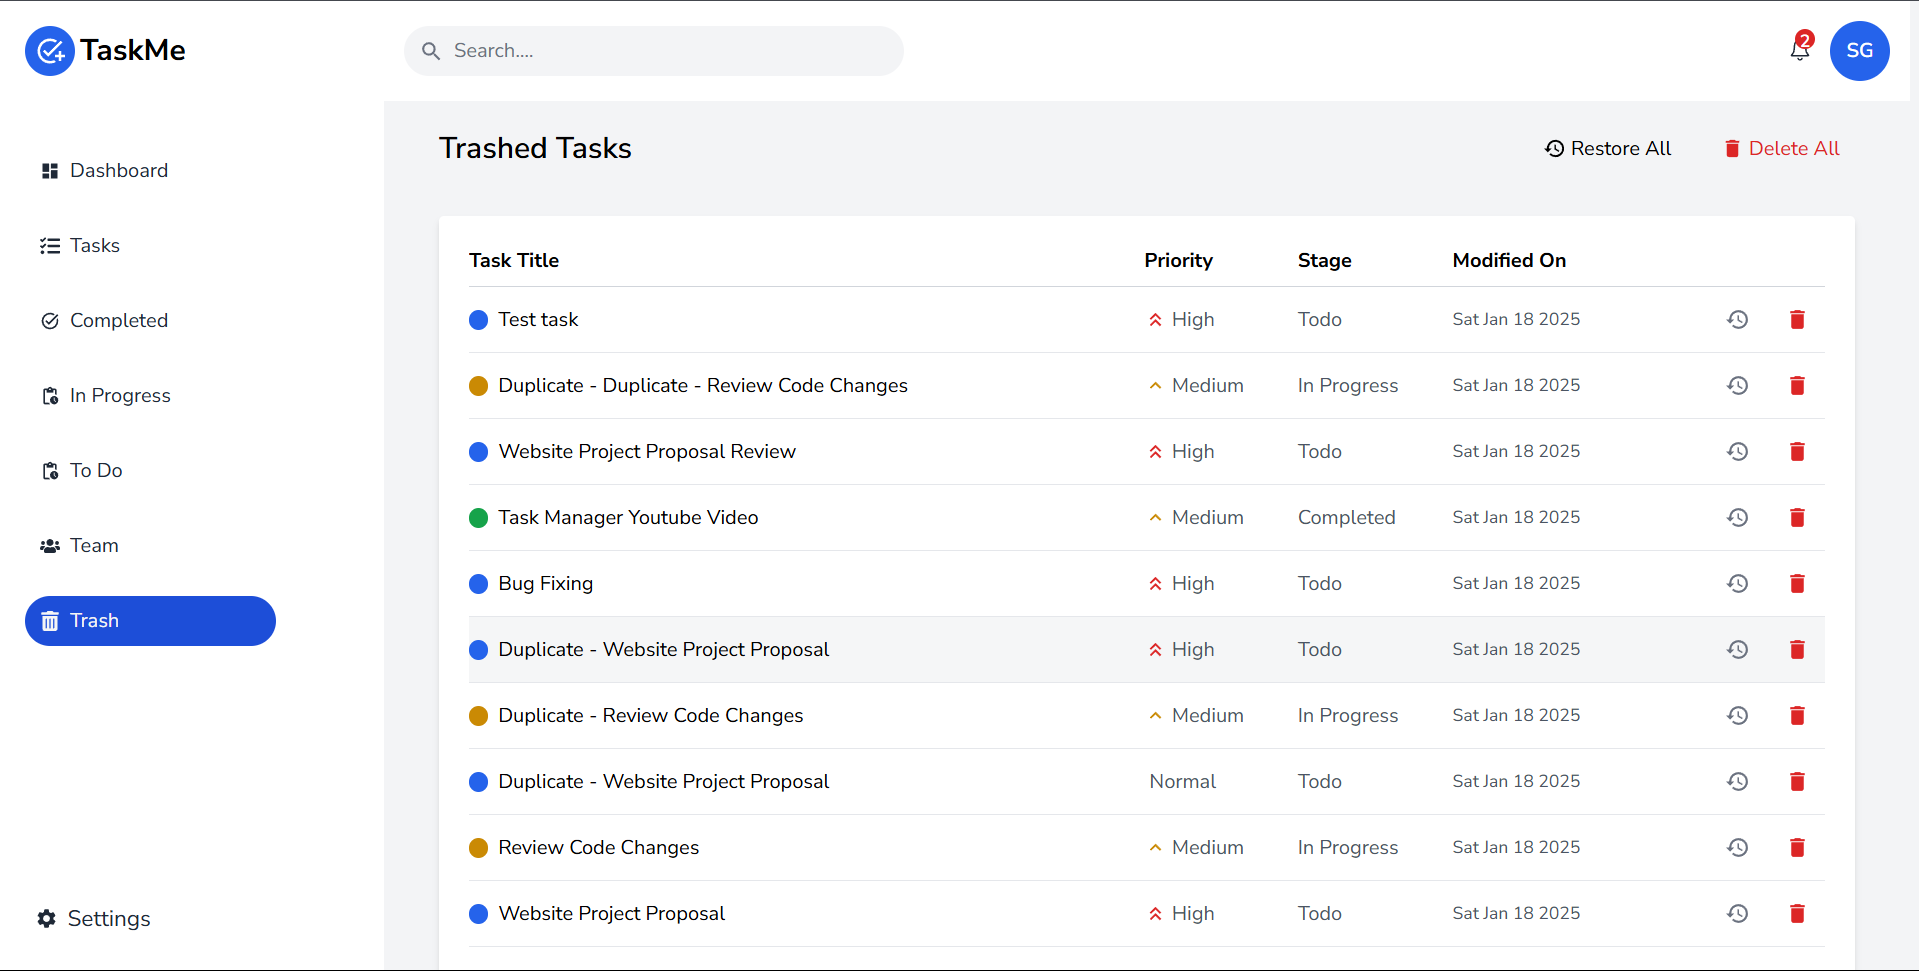 TaskMe
Search....
2
SG
Dashboard
Tasks
Completed
In Progress
To Do
Team
Trash
Settings
Trashed Tasks
Restore All
Delete All
Task Title Priority Stage Modified On
Test task High Todo Sat Jan 18 2025
Duplicate - Duplicate - Review Code Changes Medium In Progress Sat Jan 18 2025
Website Project Proposal Review High Todo Sat Jan 18 2025
Task Manager Youtube Video Medium Completed Sat Jan 18 2025
Bug Fixing High Todo Sat Jan 18 2025
Duplicate - Website Project Proposal High Todo Sat Jan 18 2025
Duplicate - Review Code Changes Medium In Progress Sat Jan 18 2025
Duplicate - Website Project Proposal Normal Todo Sat Jan 18 2025
Review Code Changes Medium In Progress Sat Jan 18 2025
Website Project Proposal High Todo Sat Jan 18 2025